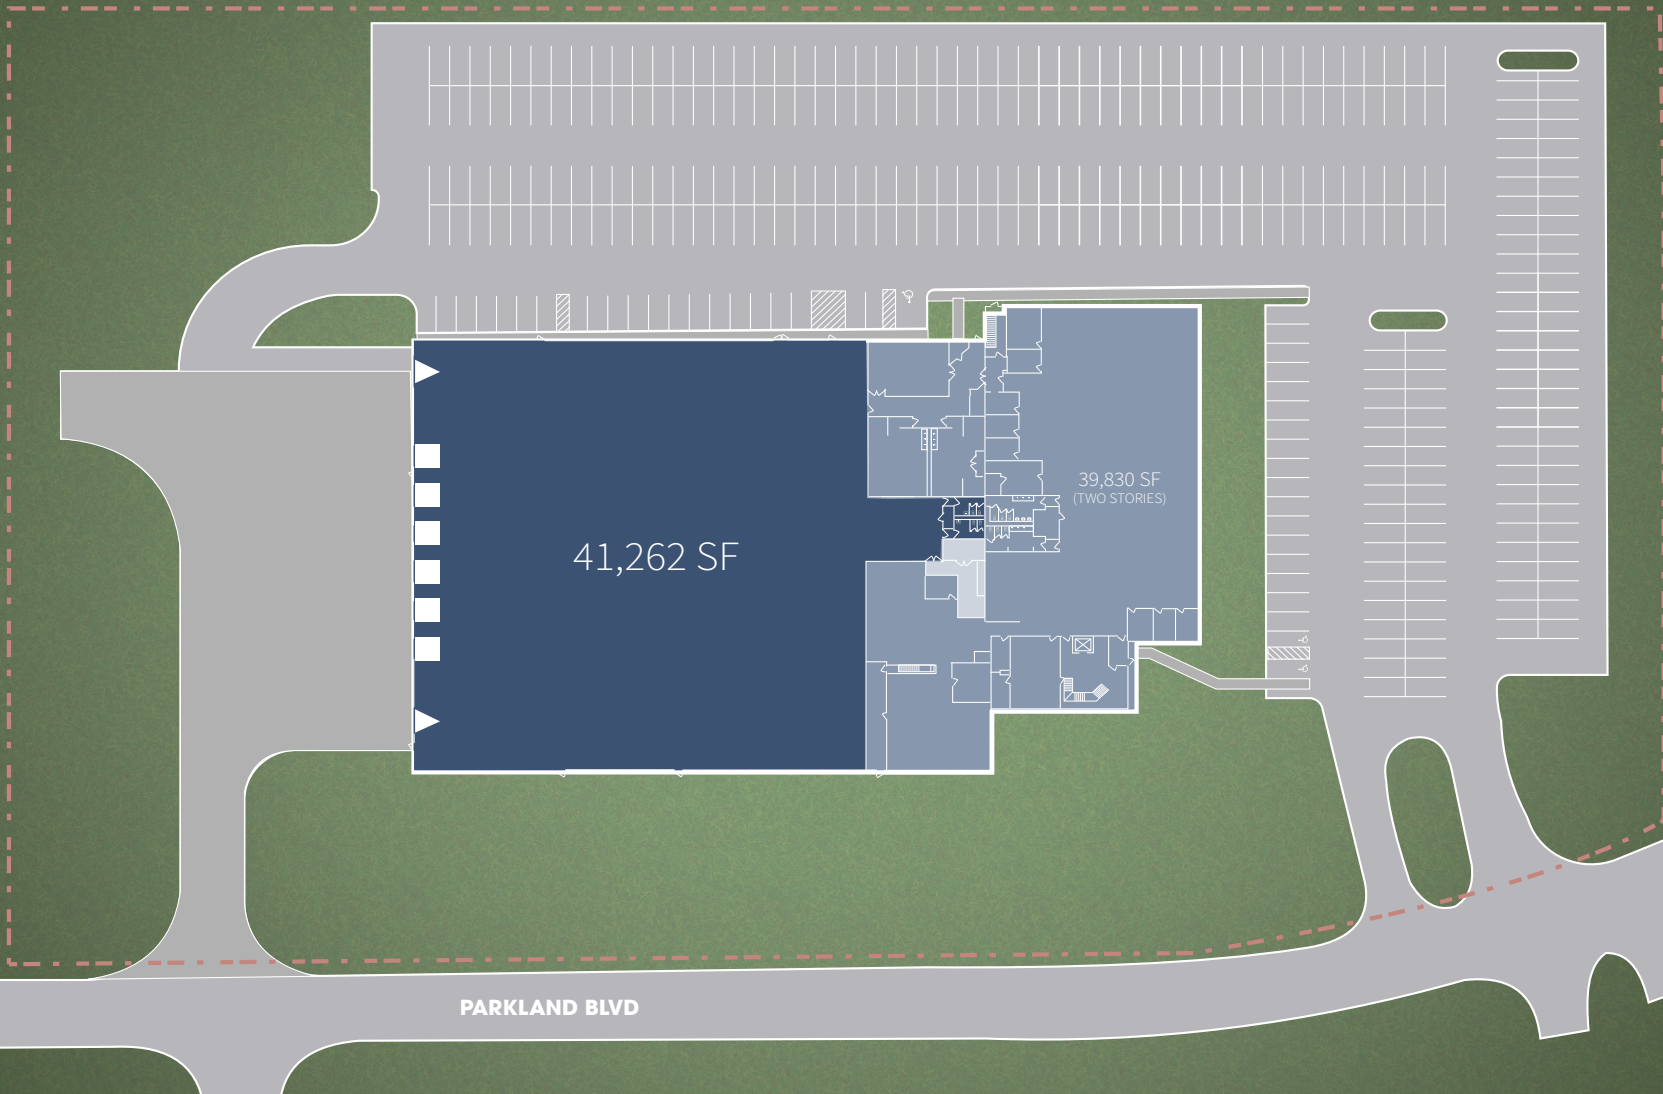 39,830 SF
(TWO STORIES)
41,262 SF
PARKLAND BLVD